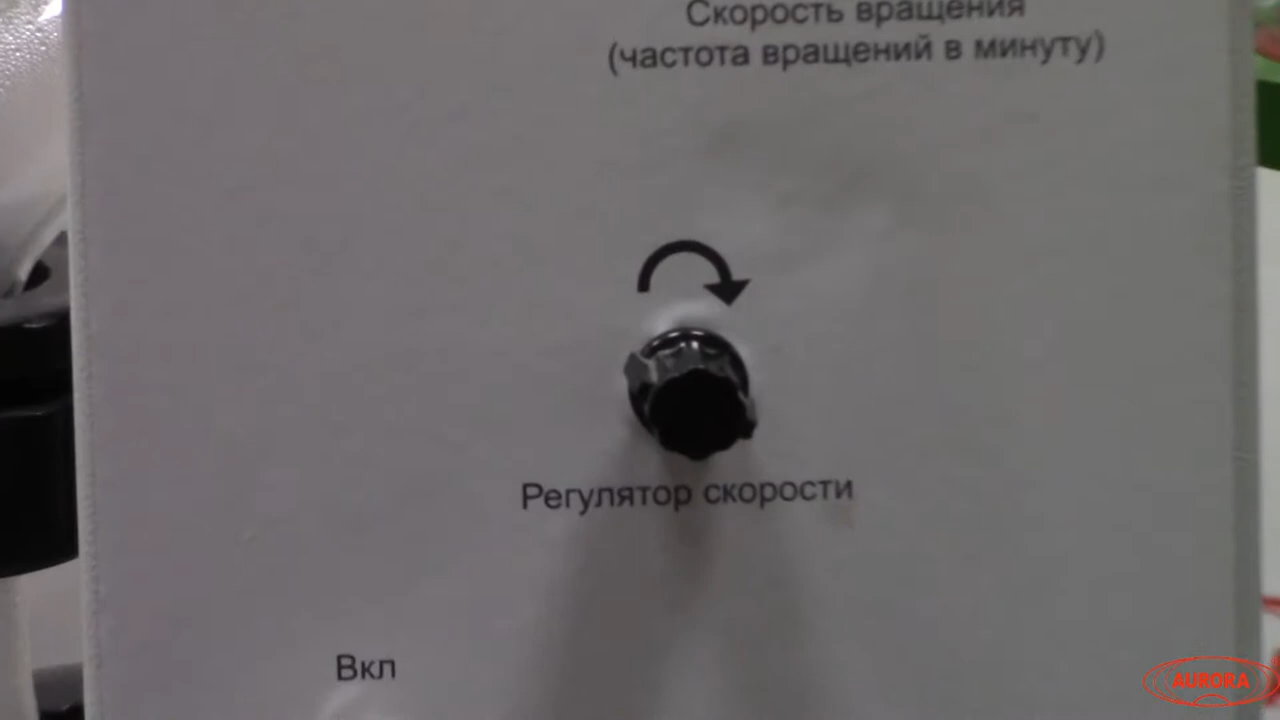 Скорость вращения
(частота вращений в минуту)
Регулятор скорости
Вкл
AURORA